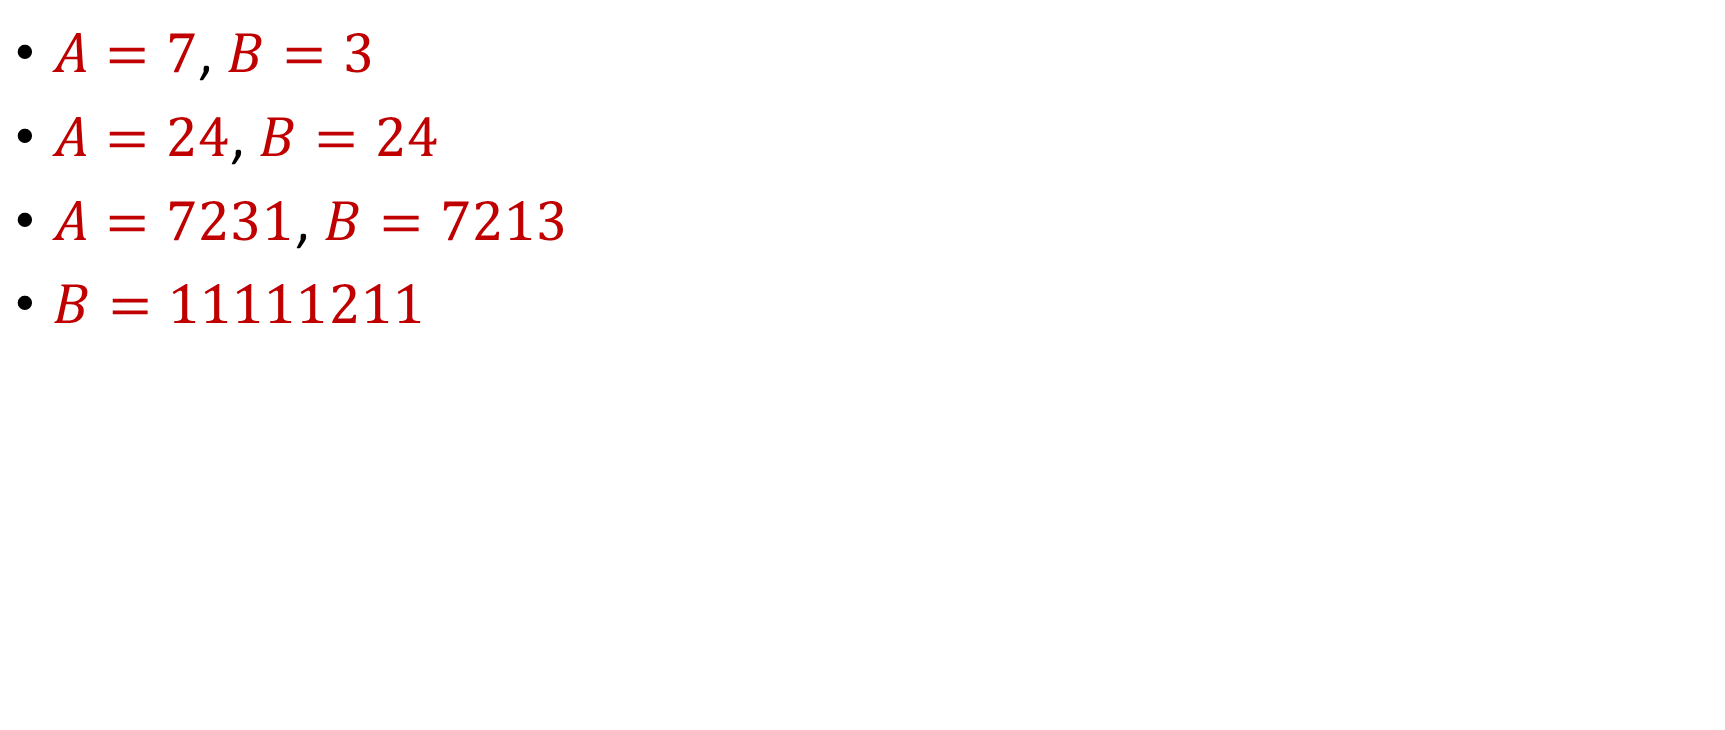 • A = 7, B = 3
• A = 24, B = 24
• A = 7231, B = 7213
• B = 11111211